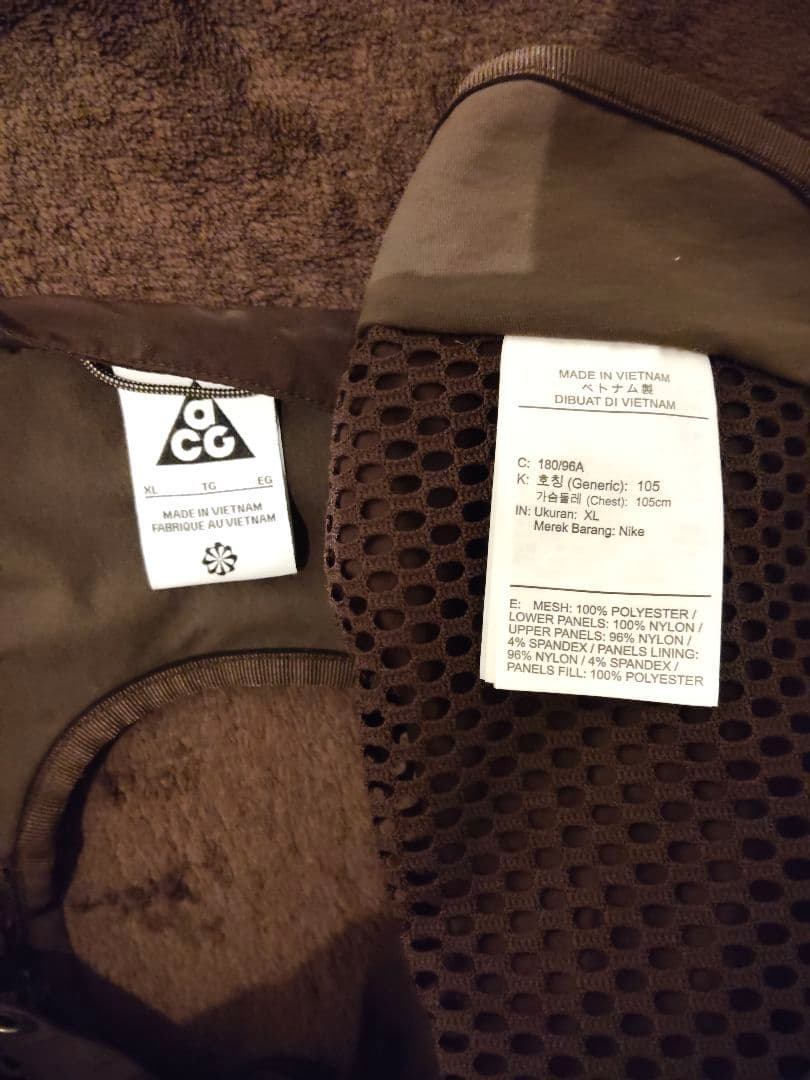 aCG
XL TG EG
MADE IN VIETNAM
FABRIQUE AU VIETNAM
MADE IN VIETNAM
ベトナム製
DIBUAT DI VIETNAM
C: 180/96A
K: 호칭 (Generic): 105
가슴둘레 (Chest): 105cm
IN: Ukuran: XL
Merek Barang: Nike
E: MESH: 100% POLYESTER /
LOWER PANELS: 100% NYLON /
UPPER PANELS: 96% NYLON /
4% SPANDEX / PANELS LINING:
96% NYLON / 4% SPANDEX /
PANELS FILL: 100% POLYESTER